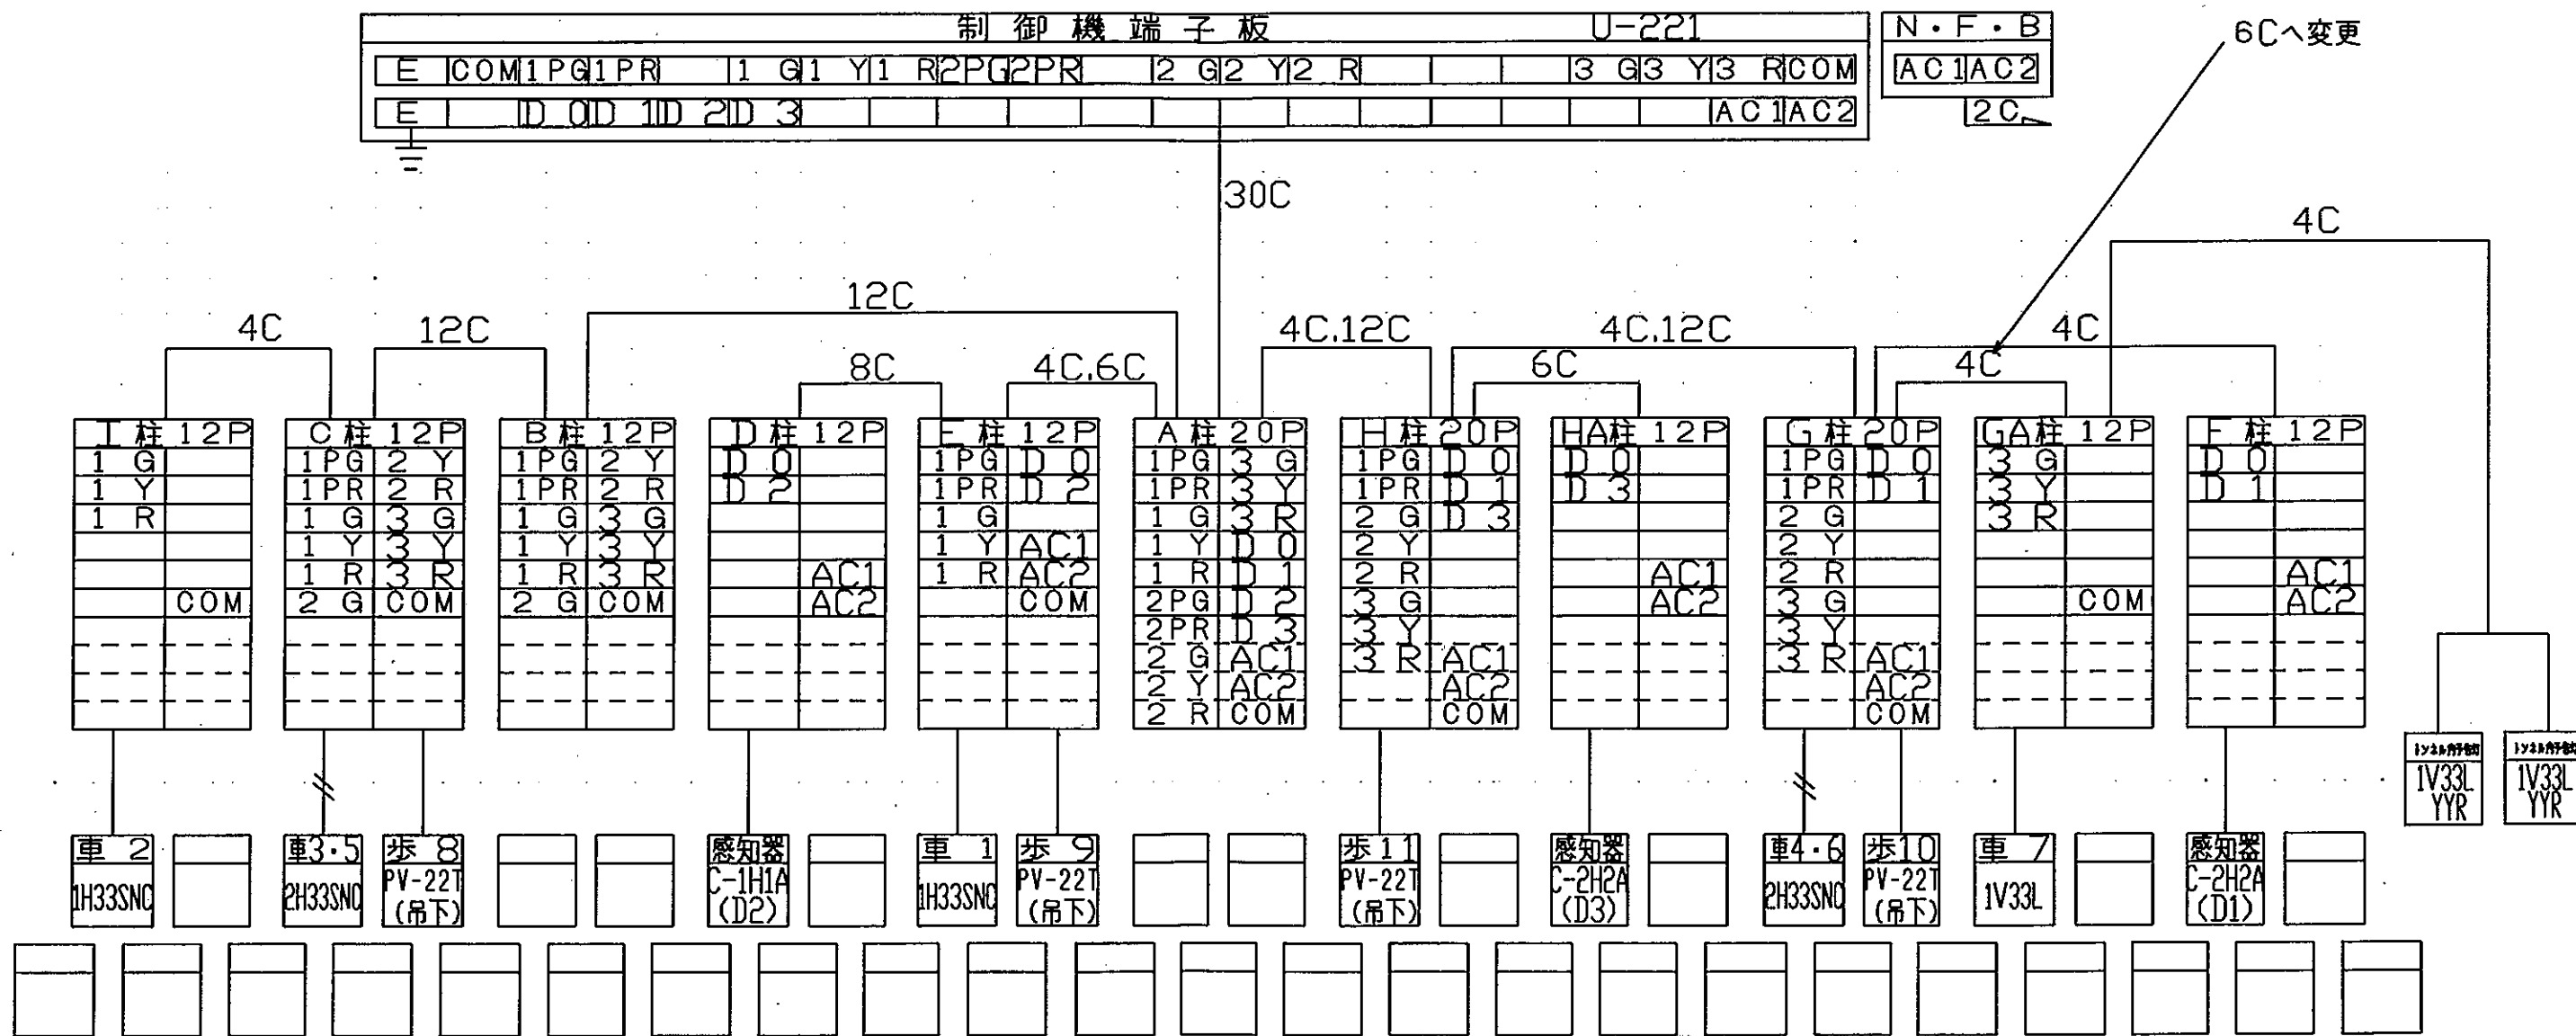 制御機端子板 U-221
N・F・B
6Cへ変更
E COM 1PG 1PR 1G 1Y 1R 2PG 2PR 2G 2Y 2R 3G 3Y 3R COM
AC1 AC2
E D0 D1 D2 D3 AC1 AC2
2C
30C
4C
12C
4C 12C 4C.12C 4C.12C 4C
8C 4C.6C 6C 4C
I柱 12P
1G
1Y
1R
COM
C柱 12P
1PG 2Y
1PR 2R
1G 3G
1Y 3Y
1R 3R
2G COM
B柱 12P
1PG 2Y
1PR 2R
1G 3G
1Y 3Y
1R 3R
2G COM
D柱 12P
D0
D2
AC1
AC2
E柱 12P
1PG D0
1PR D2
1G
1Y AC1
1R AC2
COM
A柱 20P
1PG 3G
1PR 3Y
1G 3R
1Y D0
1R D1
2PG D2
2PR D3
2G AC1
2Y AC2
2R COM
H柱 20P
1PG D0
1PR D1
2G D3
2Y
2R
3G
3Y
3R AC1
AC2
COM
HA柱 12P
D0
D3
AC1
AC2
G柱 20P
1PG D0
1PR D1
2G
2Y
2R
3G
3Y
3R AC1
AC2
COM
GA柱 12P
3G
3Y
3R
COM
F柱 12P
D0
D1
AC1
AC2
1V33L
YYR
1V33L
YYR
車 2
1H33SNC
車3・5
2H33SNC
歩 8
PV-22T
(吊下)
感知器
C-1H1A
(D2)
車 1
1H33SNC
歩 9
PV-22T
(吊下)
歩11
PV-22T
(吊下)
感知器
C-2H2A
(D3)
車4・6
2H33SNC
歩10
PV-22T
(吊下)
車 7
1V33L
感知器
C-2H2A
(D1)